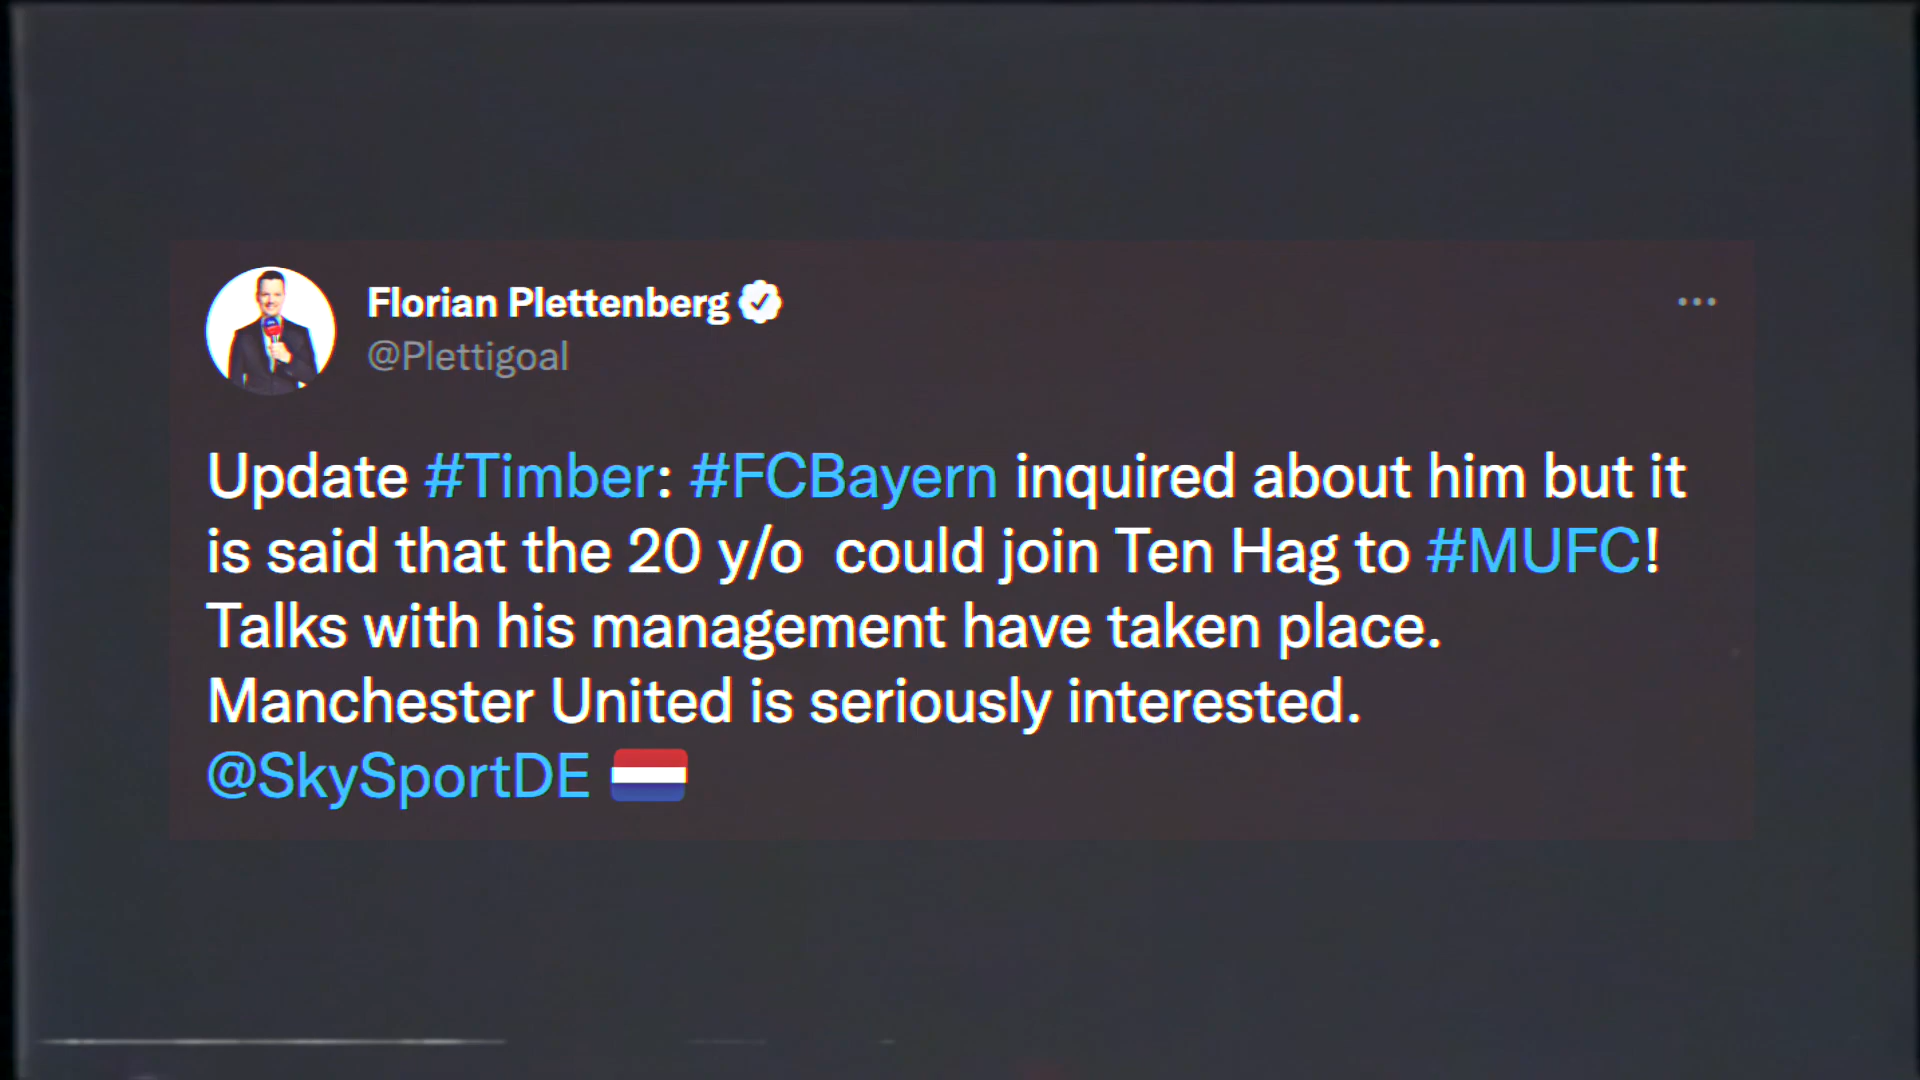 Florian Plettenberg
@Plettigoal
Update #Timber: #FCBayern inquired about him but it
is said that the 20 y/o could join Ten Hag to #MUFC!
Talks with his management have taken place.
Manchester United is seriously interested.
@SkySportDE 🇳🇱